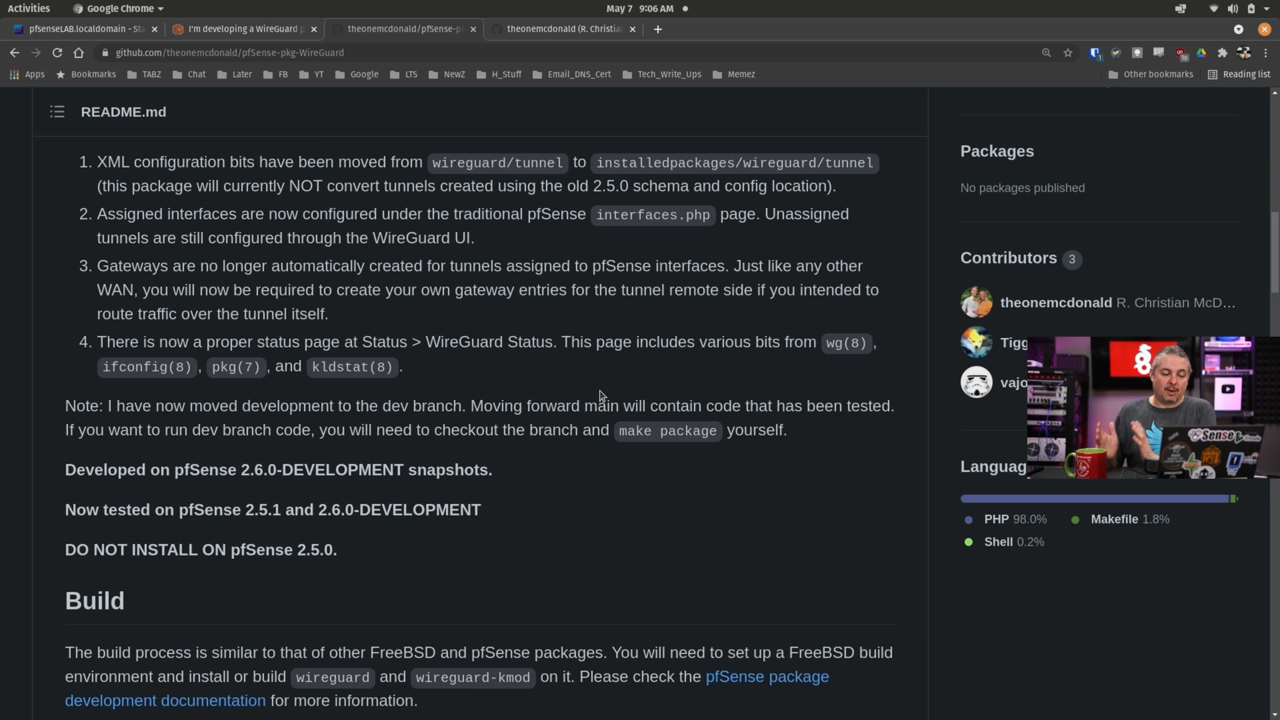 Activities
Google Chrome
May 7 9:06 AM
pfsenseLAB.localdomain - Sta
I'm developing a WireGuard p
theonemcdonald/pfSense-p
theonemcdonald (R. Christian
github.com/theonemcdonald/pfSense-pkg-WireGuard
Apps
Bookmarks
TABZ
Chat
Later
FB
YT
Google
LTS
NewZ
H_Stuff
Email_DNS_Cert
Tech_Write_Ups
Memez
Other bookmarks
Reading list
README.md
1. XML configuration bits have been moved from wireguard/tunnel to installedpackages/wireguard/tunnel
(this package will currently NOT convert tunnels created using the old 2.5.0 schema and config location).
2. Assigned interfaces are now configured under the traditional pfSense interfaces.php page. Unassigned
tunnels are still configured through the WireGuard UI.
3. Gateways are no longer automatically created for tunnels assigned to pfSense interfaces. Just like any other
WAN, you will now be required to create your own gateway entries for the tunnel remote side if you intended to
route traffic over the tunnel itself.
4. There is now a proper status page at Status > WireGuard Status. This page includes various bits from wg(8),
ifconfig(8), pkg(7), and kldstat(8).
Note: I have now moved development to the dev branch. Moving forward main will contain code that has been tested.
If you want to run dev branch code, you will need to checkout the branch and make package yourself.
Developed on pfSense 2.6.0-DEVELOPMENT snapshots.
Now tested on pfSense 2.5.1 and 2.6.0-DEVELOPMENT
DO NOT INSTALL ON pfSense 2.5.0.
Build
The build process is similar to that of other FreeBSD and pfSense packages. You will need to set up a FreeBSD build
environment and install or build wireguard and wireguard-kmod on it. Please check the pfSense package
development documentation for more information.
Packages
No packages published
Contributors 3
theonemcdonald R. Christian McD...
Tigg
vajo
Languag
PHP 98.0%
Makefile 1.8%
Shell 0.2%